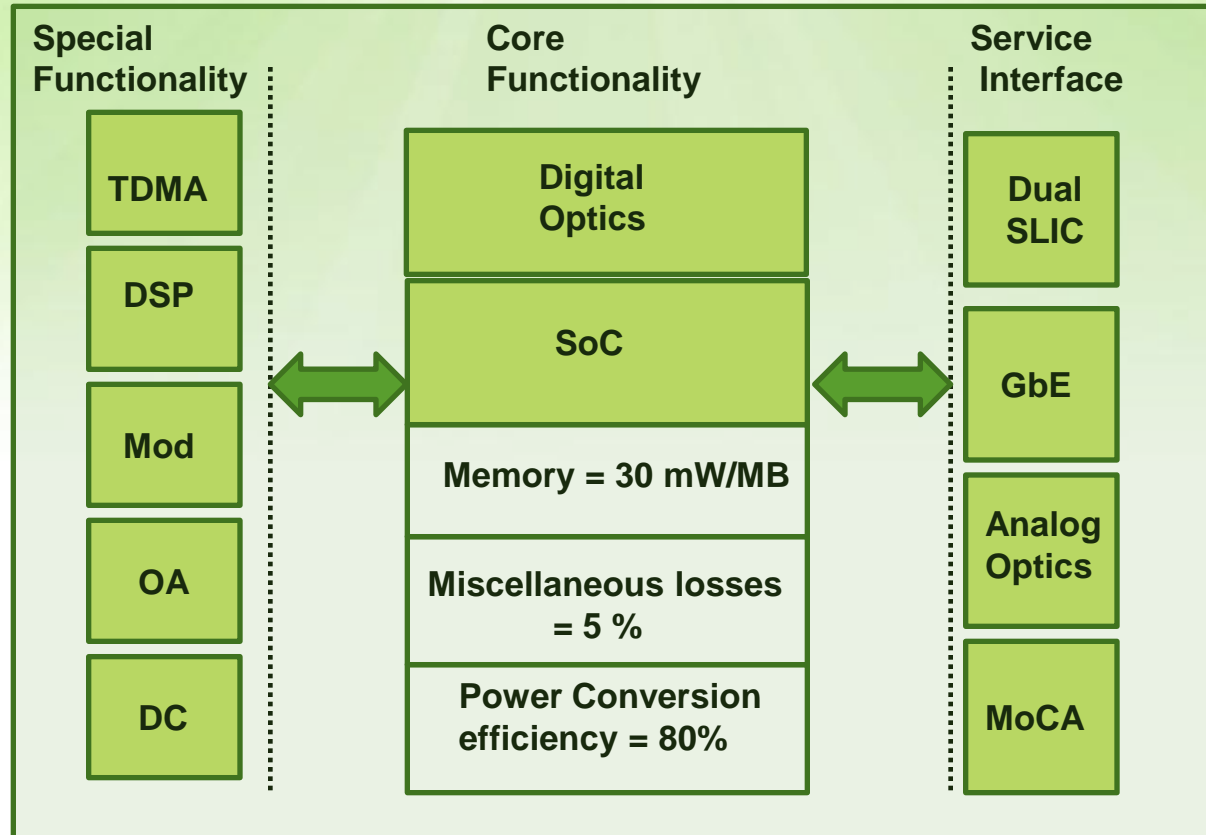 Special
Functionality
Core
Functionality
Service
Interface
TDMA
DSP
Mod
OA
DC
Digital
Optics
SoC
Memory = 30 mW/MB
Miscellaneous losses
= 5 %
Power Conversion
efficiency = 80%
Dual
SLIC
GbE
Analog
Optics
MoCA